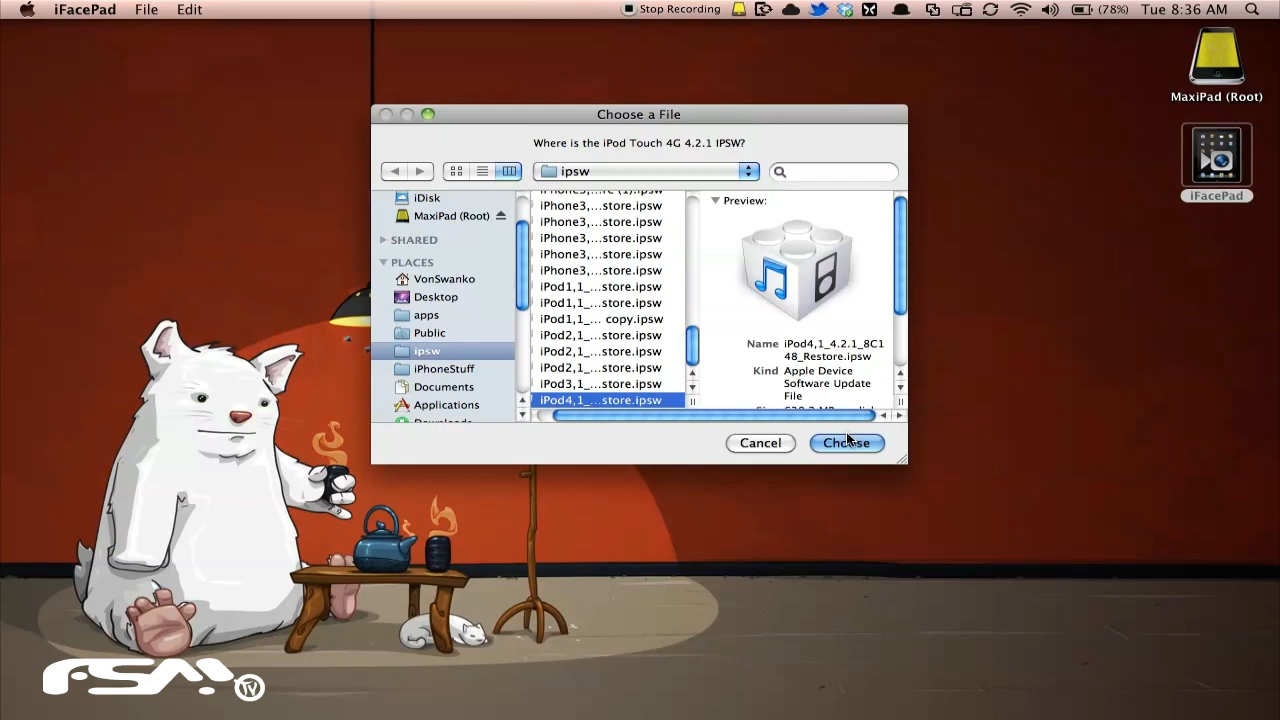 iFacePad File Edit Stop Recording (78%) Tue 8:36 AM
MaxiPad (Root)
iFacePad
Choose a File
Where is the iPod Touch 4G 4.2.1 IPSW?
ipsw
iDisk
MaxiPad (Root)
SHARED
PLACES
VonSwanko
Desktop
apps
Public
ipsw
iPhoneStuff
Documents
Applications
iPhone3,...store.ipsw
iPhone3,...store.ipsw
iPhone3,...store.ipsw
iPhone3,...store.ipsw
iPhone3,...store.ipsw
iPod1,1_...store.ipsw
iPod1,1_...store.ipsw
iPod1,1_... copy.ipsw
iPod2,1_...store.ipsw
iPod2,1_...store.ipsw
iPod2,1_...store.ipsw
iPod3,1_...store.ipsw
iPod4,1_...store.ipsw
Preview:
Name iPod4,1_4.2.1_8C1
48_Restore.ipsw
Kind Apple Device
Software Update
File
Cancel Choose
FSM TV